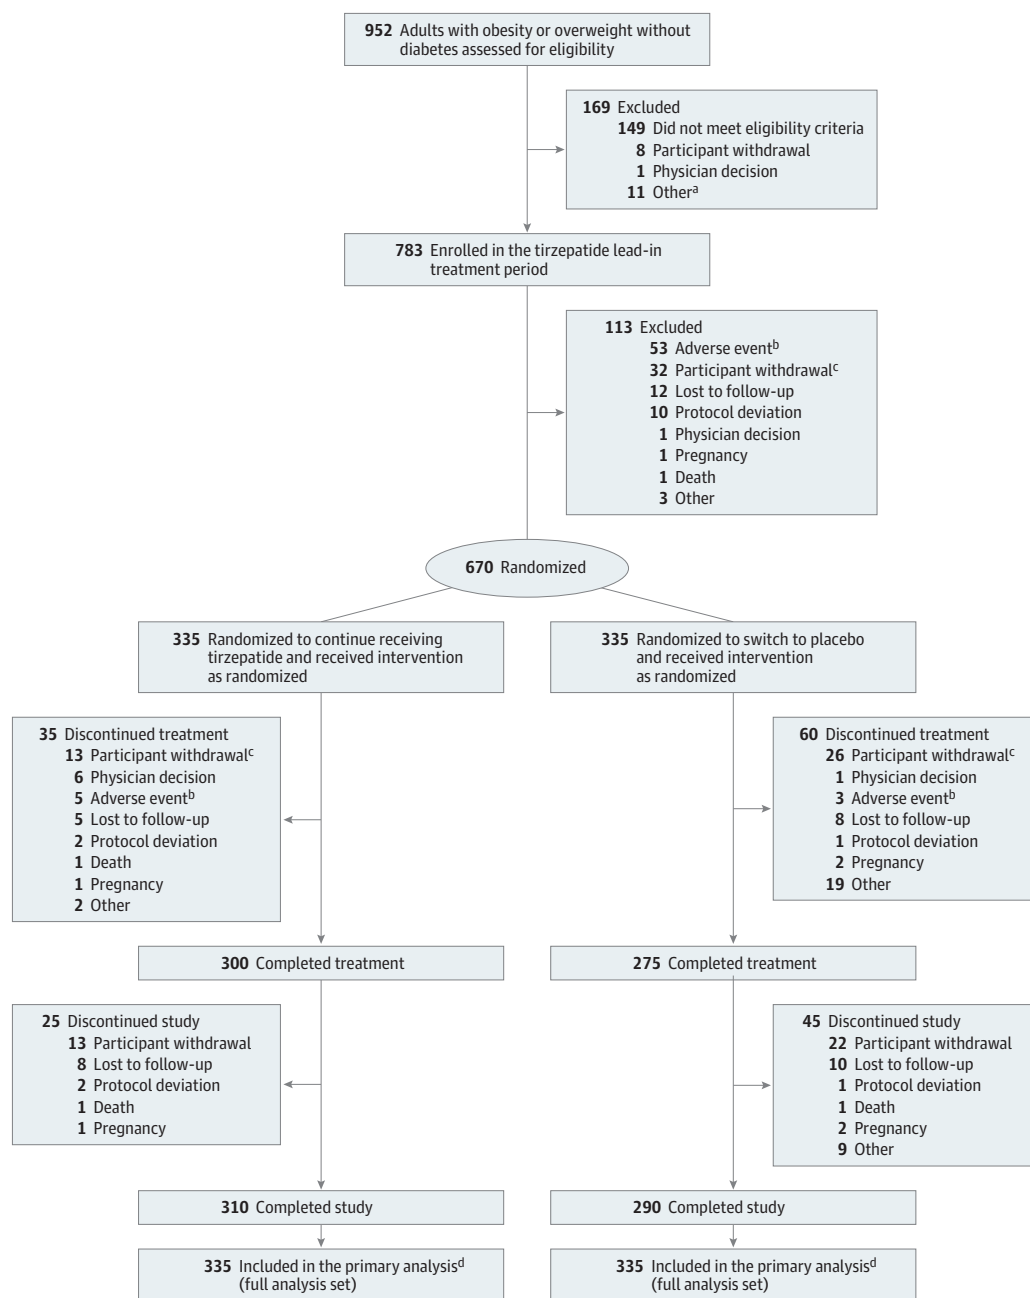 952 Adults with obesity or overweight without
diabetes assessed for eligibility
169 Excluded
149 Did not meet eligibility criteria
8 Participant withdrawal
1 Physician decision
11 Otherᵃ
783 Enrolled in the tirzepatide lead-in
treatment period
113 Excluded
53 Adverse eventᵇ
32 Participant withdrawalᶜ
12 Lost to follow-up
10 Protocol deviation
1 Physician decision
1 Pregnancy
1 Death
3 Other
670 Randomized
335 Randomized to continue receiving
tirzepatide and received intervention
as randomized
335 Randomized to switch to placebo
and received intervention
as randomized
35 Discontinued treatment
13 Participant withdrawalᶜ
6 Physician decision
5 Adverse eventᵇ
5 Lost to follow-up
2 Protocol deviation
1 Death
1 Pregnancy
2 Other
60 Discontinued treatment
26 Participant withdrawalᶜ
1 Physician decision
3 Adverse eventᵇ
8 Lost to follow-up
1 Protocol deviation
2 Pregnancy
19 Other
300 Completed treatment
275 Completed treatment
25 Discontinued study
13 Participant withdrawal
8 Lost to follow-up
2 Protocol deviation
1 Death
1 Pregnancy
45 Discontinued study
22 Participant withdrawal
10 Lost to follow-up
1 Protocol deviation
1 Death
2 Pregnancy
9 Other
310 Completed study
290 Completed study
335 Included in the primary analysisᵈ
(full analysis set)
335 Included in the primary analysisᵈ
(full analysis set)